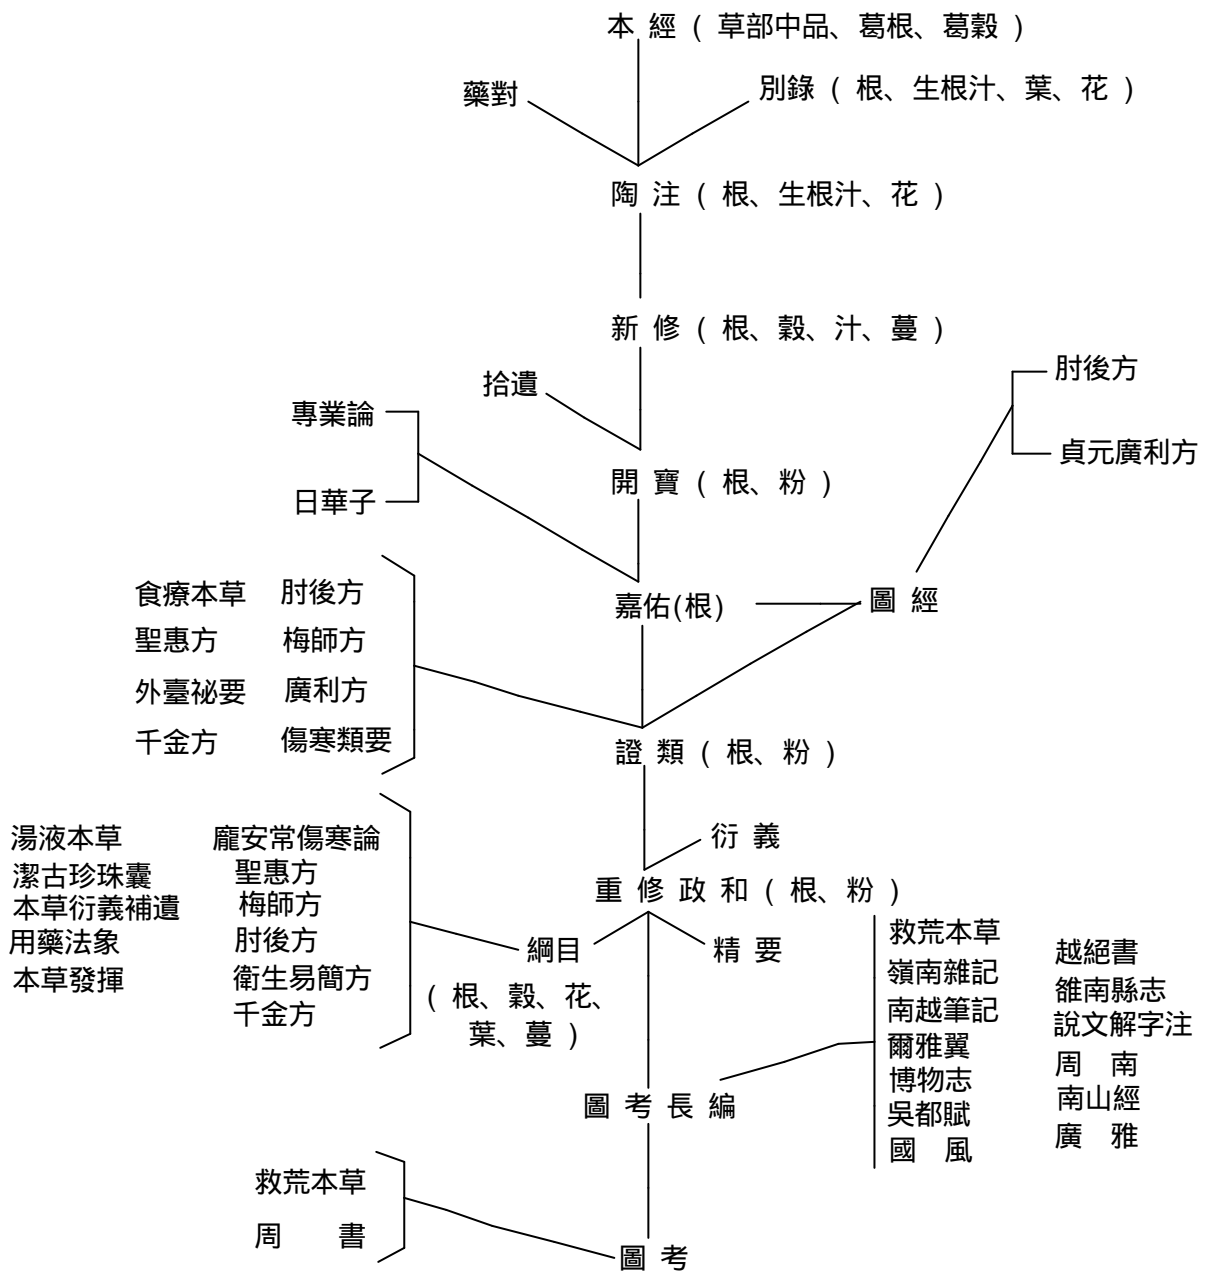 本 經 ( 草部中品、葛根、葛穀 )
藥對
別錄 ( 根、生根汁、葉、花 )
陶 注 ( 根、生根汁、花 )
新 修 ( 根、穀、汁、蔓 )
拾遺
肘後方
專業論
貞元廣利方
開 寶 ( 根、粉 )
日華子
食療本草 肘後方
嘉佑(根)
圖 經
聖惠方 梅師方
外臺祕要 廣利方
千金方 傷寒類要
證 類 ( 根、粉 )
衍 義
湯液本草 龐安常傷寒論
潔古珍珠囊 聖惠方
本草衍義補遺 梅師方
用藥法象 肘後方
本草發揮 衛生易簡方
千金方
重 修 政 和 ( 根、粉 )
綱目
( 根、穀、花、
葉、蔓 )
精 要
救荒本草
嶺南雜記
南越筆記
爾雅翼
博物志
吳都賦
國 風
越絕書
雒南縣志
說文解字注
周 南
南山經
廣 雅
圖 考 長 編
救荒本草
周 書
圖 考